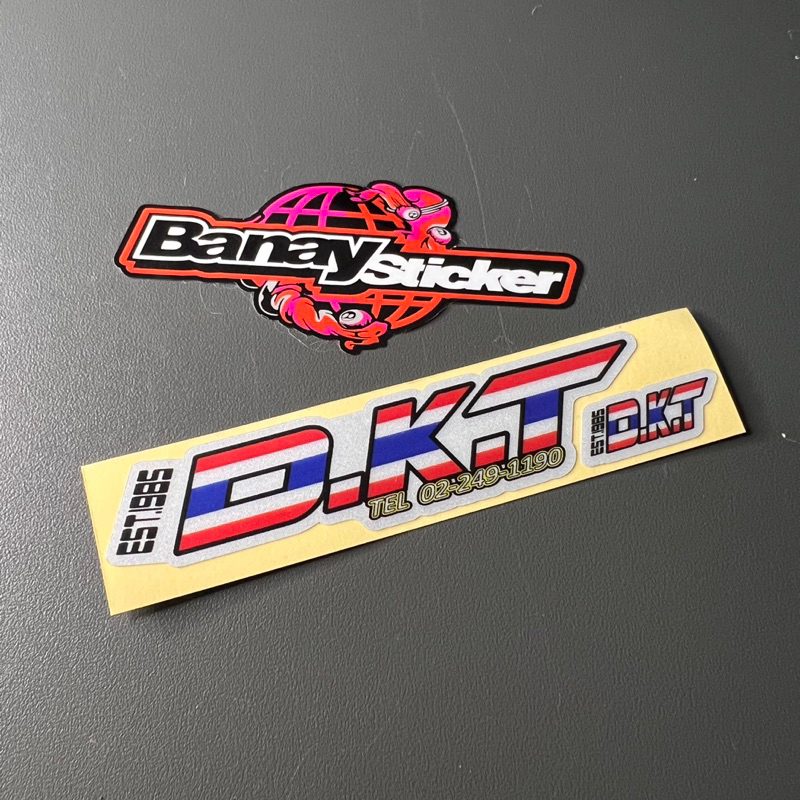 Banay Sticker
EST.1985
D.K.T
TEL 02-249-1190
EST.1985
D.K.T